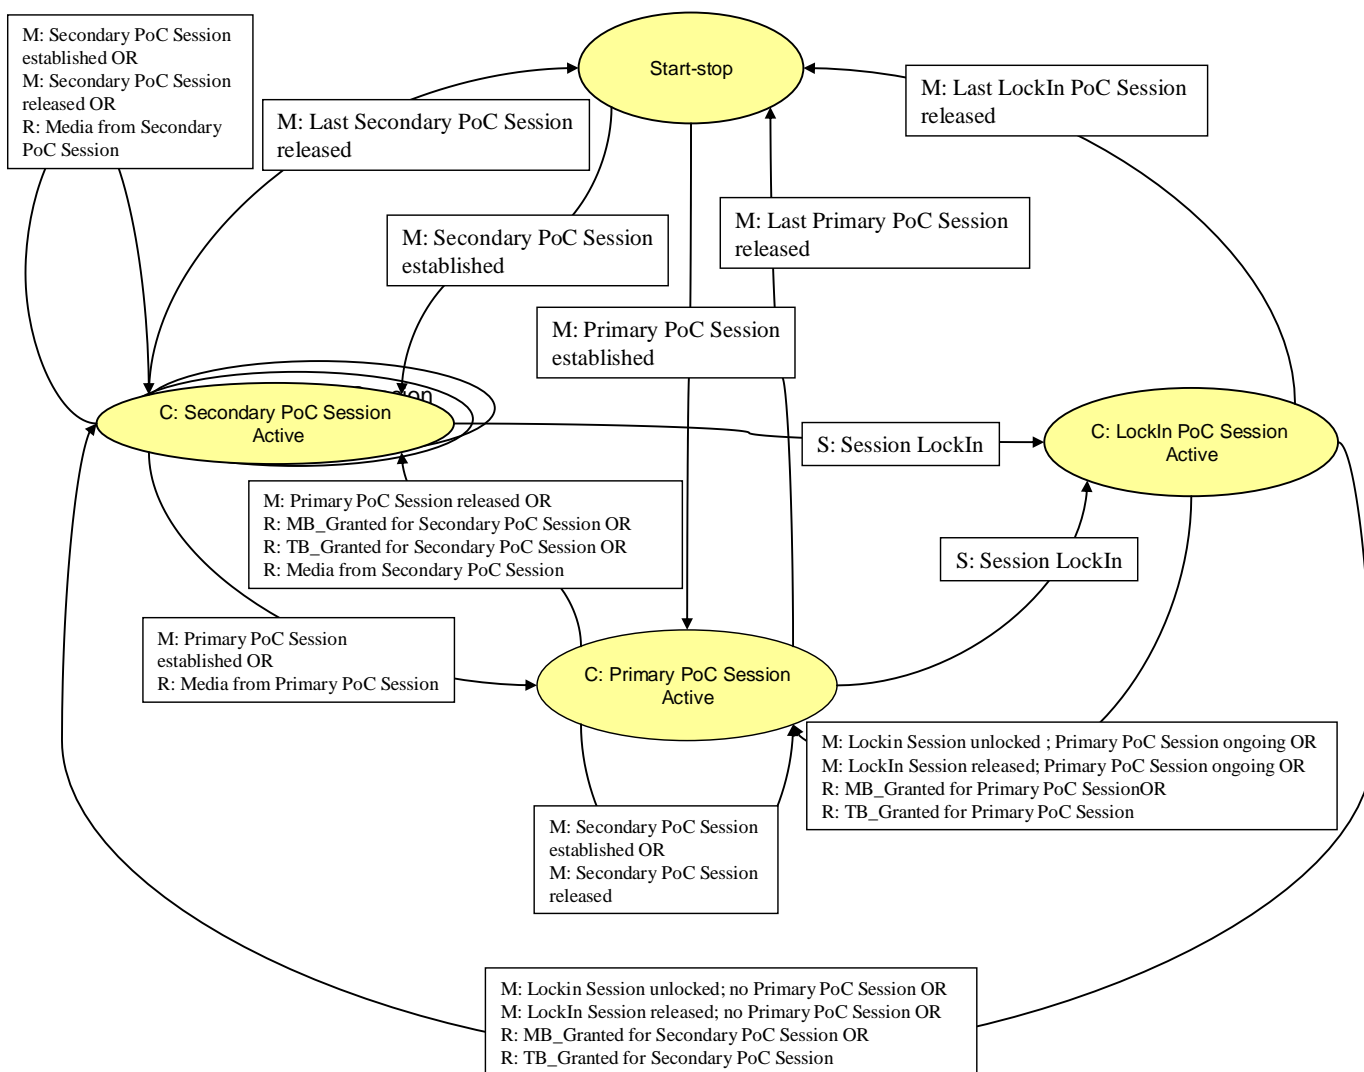 M: Secondary PoC Session
established OR
M: Secondary PoC Session
released OR
R: Media from Secondary
PoC Session
Start-stop
M: Last LockIn PoC Session
released
M: Last Secondary PoC Session
released
M: Secondary PoC Session
established
M: Last Primary PoC Session
released
M: Primary PoC Session
established
C: Secondary PoC Session
Active
S: Session LockIn
C: LockIn PoC Session
Active
M: Primary PoC Session released OR
R: MB_Granted for Secondary PoC Session OR
R: TB_Granted for Secondary PoC Session OR
R: Media from Secondary PoC Session
S: Session LockIn
M: Primary PoC Session
established OR
R: Media from Primary PoC Session
C: Primary PoC Session
Active
M: Lockin Session unlocked ; Primary PoC Session ongoing OR
M: LockIn Session released; Primary PoC Session ongoing OR
R: MB_Granted for Primary PoC SessionOR
R: TB_Granted for Primary PoC Session
M: Secondary PoC Session
established OR
M: Secondary PoC Session
released
M: Lockin Session unlocked; no Primary PoC Session OR
M: LockIn Session released; no Primary PoC Session OR
R: MB_Granted for Secondary PoC Session OR
R: TB_Granted for Secondary PoC Session